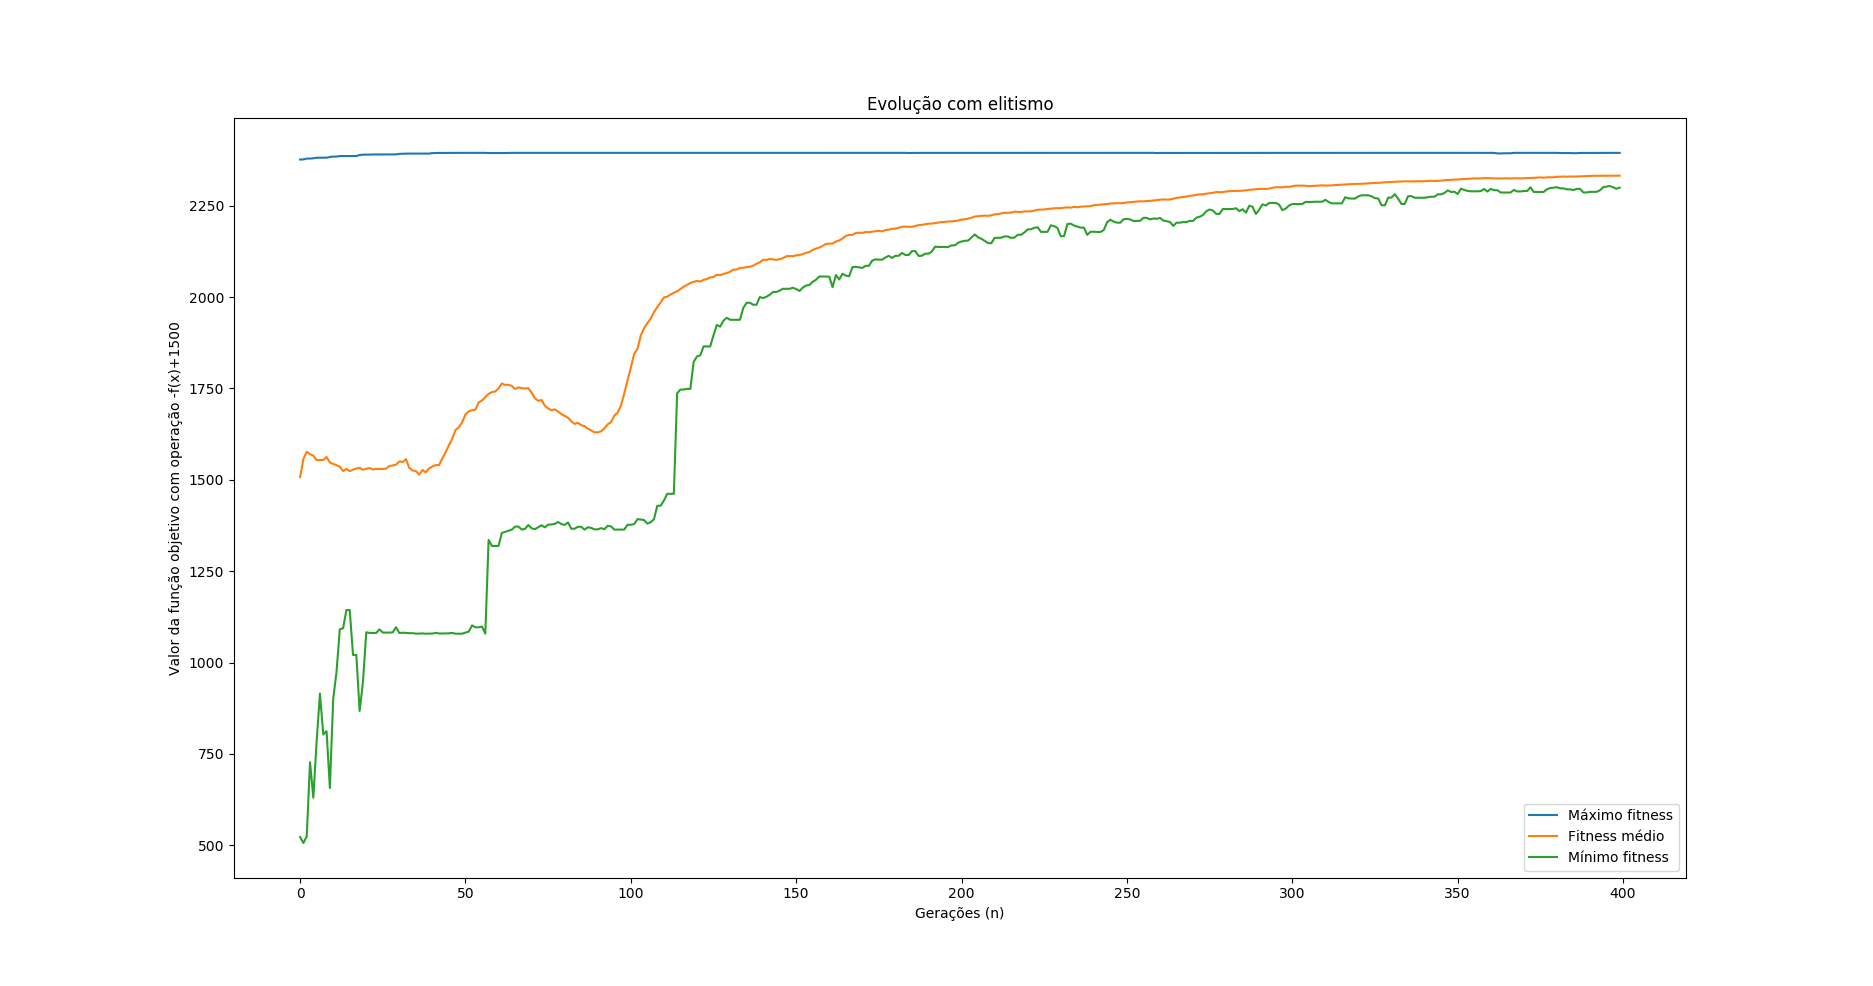 Evolução com elitismo
Valor da função objetivo com operação -f(x)+1500
2250
2000
1750
1500
1250
1000
750
500
0
50
100
150
200
250
300
350
400
Gerações (n)
Máximo fitness
Fitness médio
Mínimo fitness